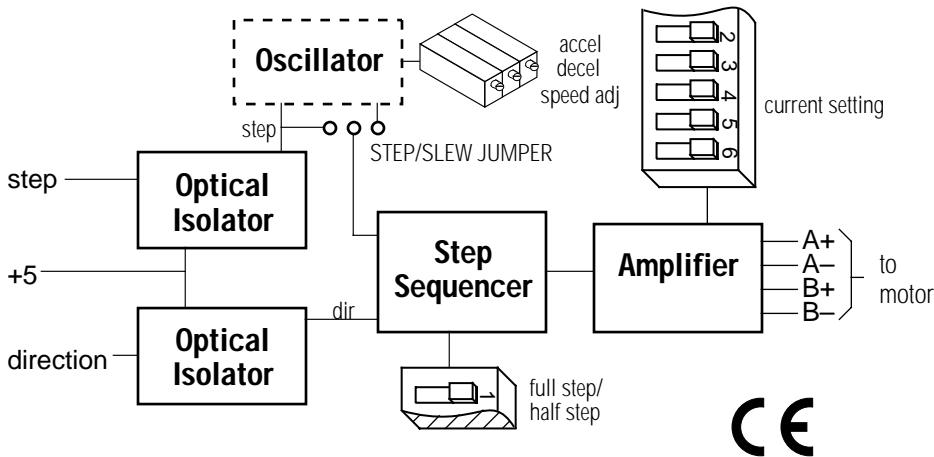 Oscillator
accel
decel
speed adj
2
3
4
5
6
current setting
step
STEP/SLEW JUMPER
step
Optical
Isolator
+5
Optical
Isolator
direction
dir
Step
Sequencer
Amplifier
A+
A–
B+
B–
to
motor
1
full step/
half step
CE